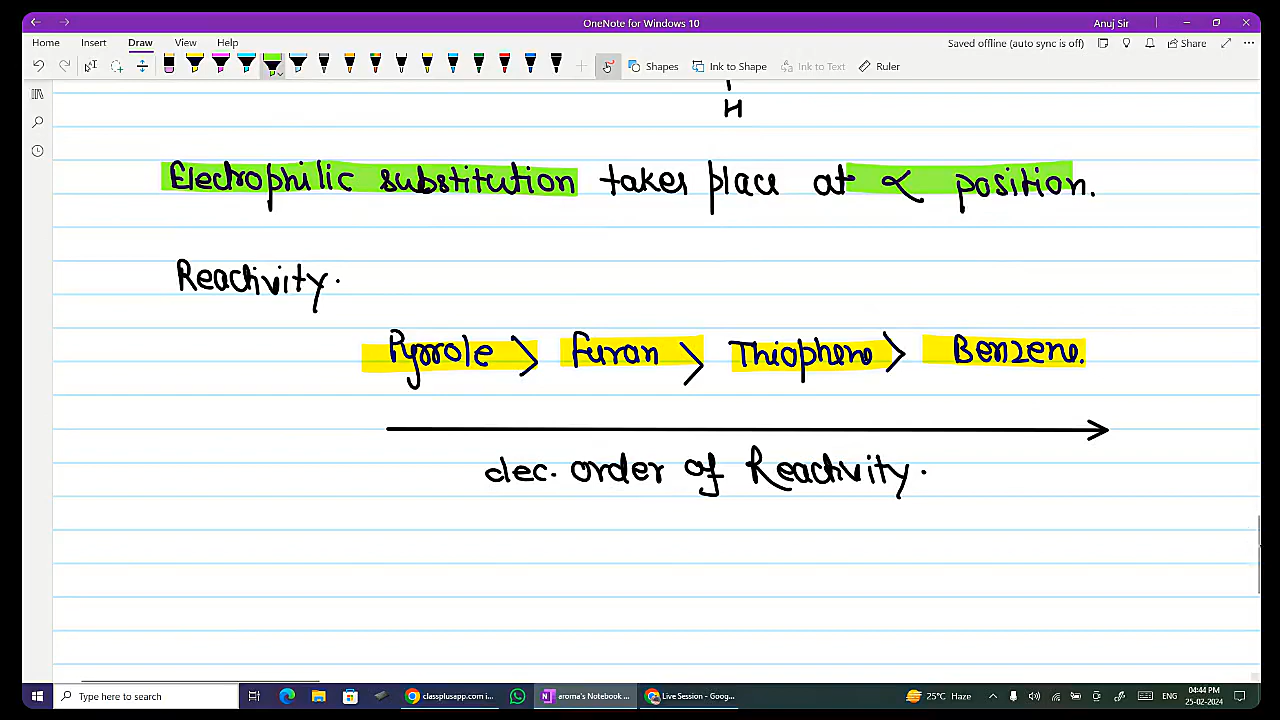 OneNote for Windows 10
Anuj Sir
Home Insert Draw View Help
Saved offline (auto sync is off)
Share
Shapes
Ink to Shape
Ink to Text
Ruler
H
Electrophilic substitution takes place at α position.
Reactivity.
Pyrrole > Furan > Thiophene > Benzene.
dec. order of Reactivity.
Type here to search
classplusapp.com i...
aroma's Notebook ...
Live Session - Goog...
25°C Haze
ENG
04:44 PM
25-02-2024